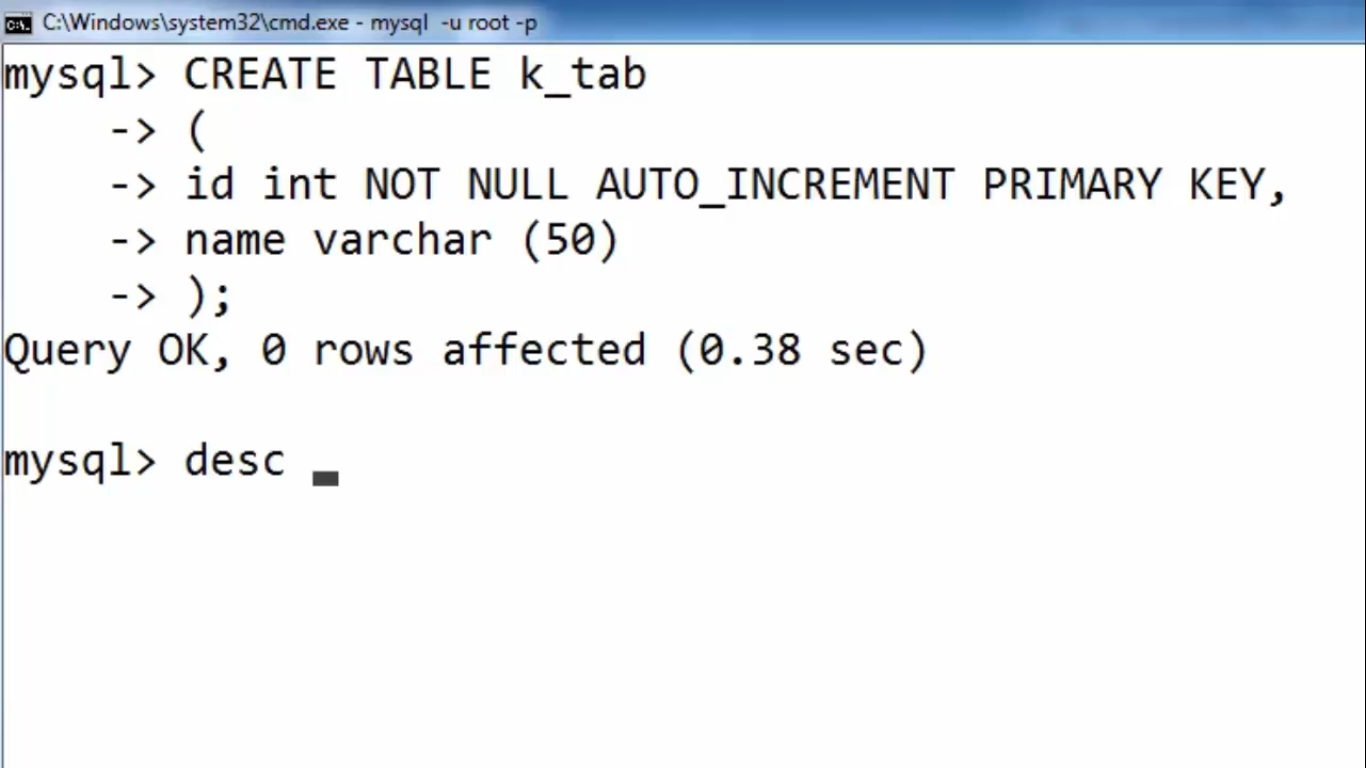 C:\Windows\system32\cmd.exe - mysql  -u root -p
mysql> CREATE TABLE k_tab
    -> (
    -> id int NOT NULL AUTO_INCREMENT PRIMARY KEY,
    -> name varchar (50)
    -> );
Query OK, 0 rows affected (0.38 sec)
mysql> desc